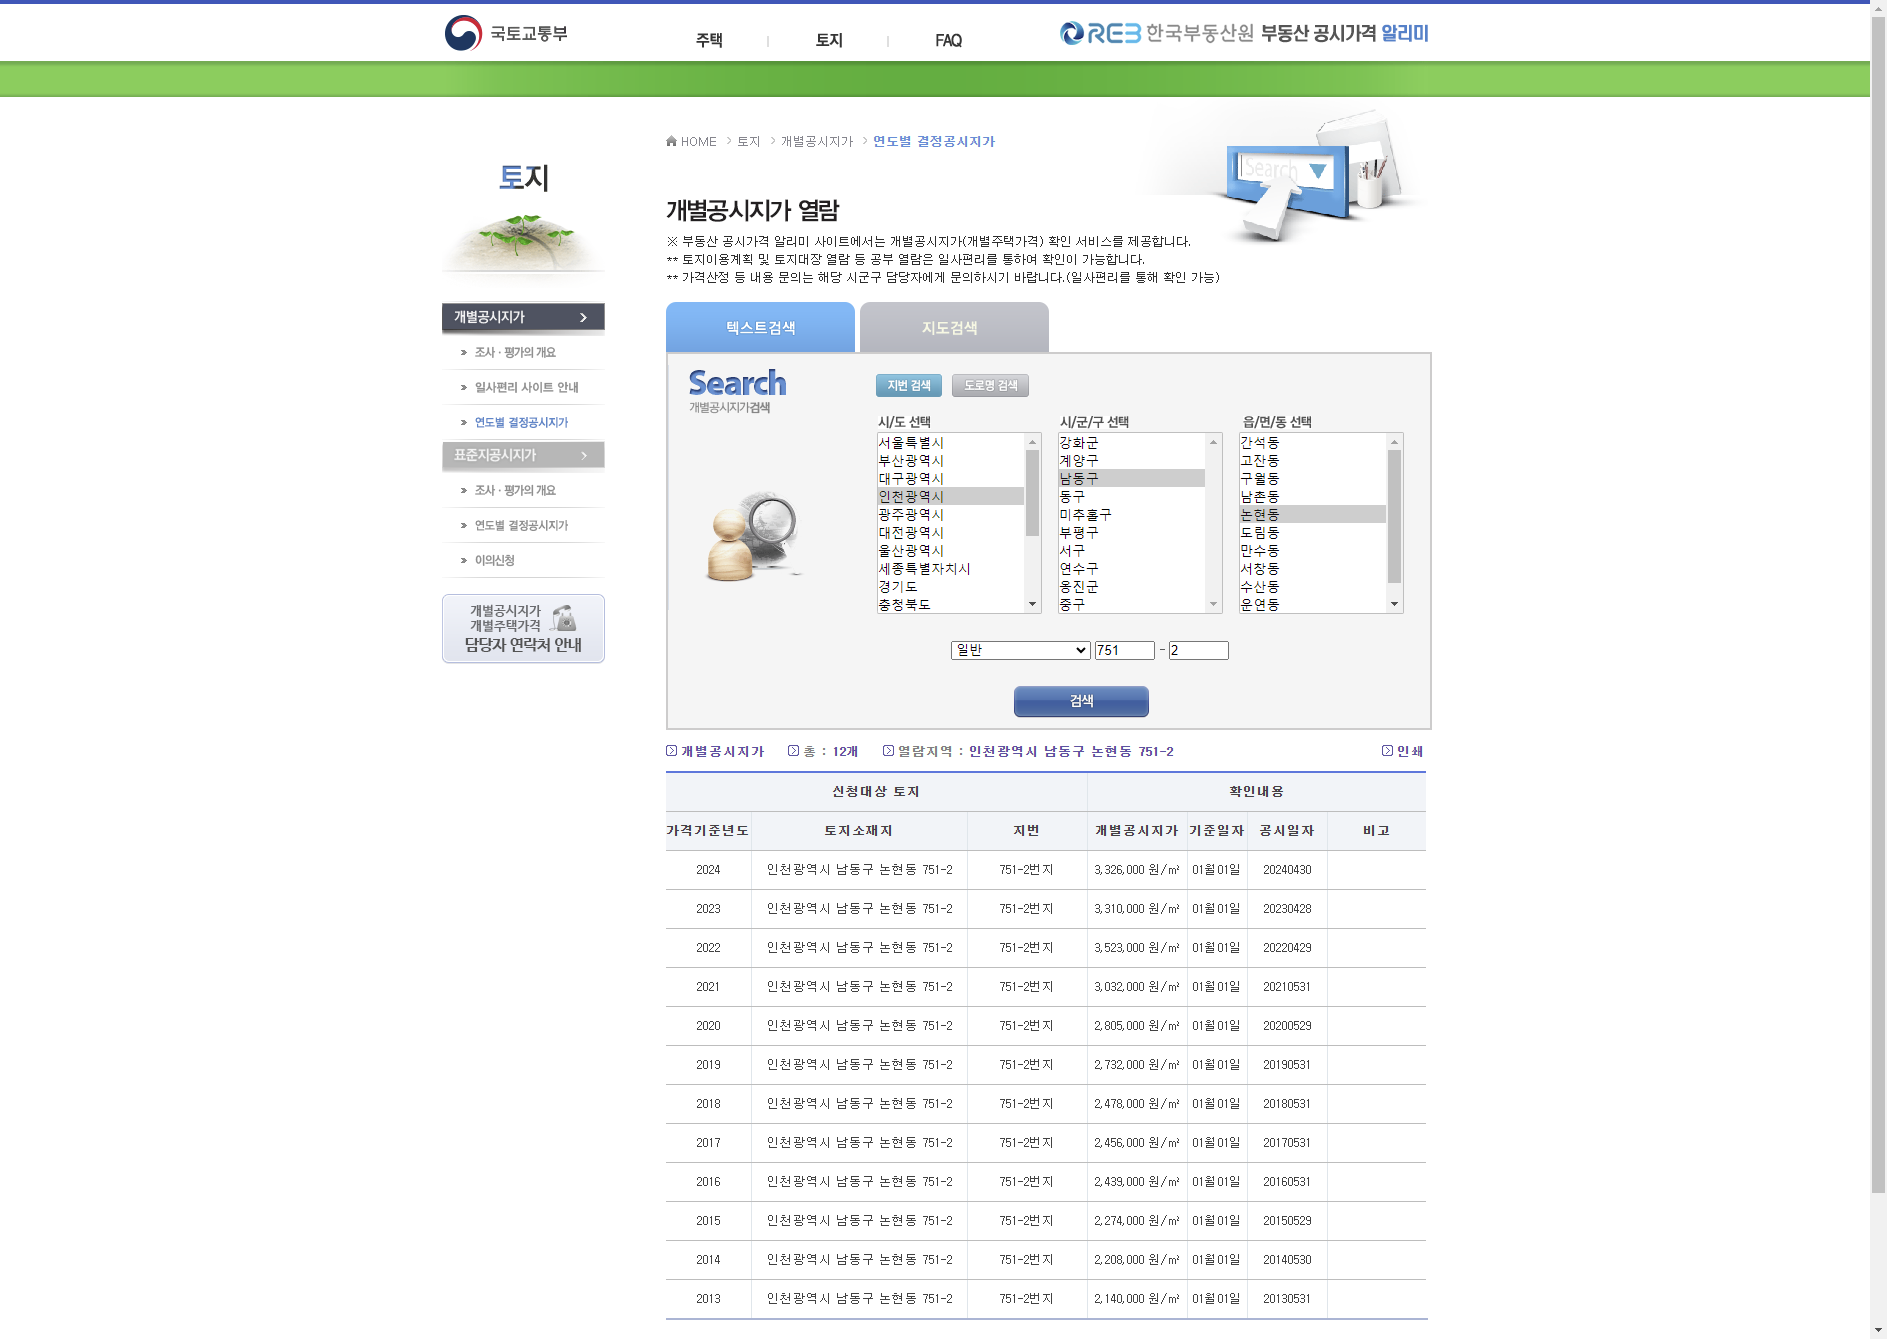 국토교통부
주택
토지
FAQ
REB 한국부동산원 부동산 공시가격 알리미
HOME > 토지 > 개별공시지가 > 연도별 결정공시지가
토지
개별공시지가 열람
※ 부동산 공시가격 알리미 사이트에서는 개별공시지가(개별주택가격) 확인 서비스를 제공합니다.
** 토지이용계획 및 토지대장 열람 등 공부 열람은 일사편리를 통하여 확인이 가능합니다.
** 가격산정 등 내용 문의는 해당 시군구 담당자에게 문의하시기 바랍니다.(일사편리를 통해 확인 가능)
Search
개별공시지가
조사 · 평가의 개요
일사편리 사이트 안내
연도별 결정공시지가
표준지공시지가
조사 · 평가의 개요
연도별 결정공시지가
이의신청
개별공시지가
개별주택가격
담당자 연락처 안내
텍스트검색
지도검색
Search
개별공시지가검색
지번 검색
도로명 검색
시/도 선택
서울특별시
부산광역시
대구광역시
인천광역시
광주광역시
대전광역시
울산광역시
세종특별자치시
경기도
충청북도
시/군/구 선택
강화군
계양구
남동구
동구
미추홀구
부평구
서구
연수구
옹진군
중구
읍/면/동 선택
간석동
고잔동
구월동
남촌동
논현동
도림동
만수동
서창동
수산동
운연동
일반 751 - 2
검색
개별공시지가 총 : 12개 열람지역 : 인천광역시 남동구 논현동 751-2 인쇄
신청대상 토지 확인내용
가격기준년도 토지소재지 지번 개별공시지가 기준일자 공시일자 비고
2024 인천광역시 남동구 논현동 751-2 751-2번지 3,326,000 원/㎡ 01월01일 20240430
2023 인천광역시 남동구 논현동 751-2 751-2번지 3,310,000 원/㎡ 01월01일 20230428
2022 인천광역시 남동구 논현동 751-2 751-2번지 3,523,000 원/㎡ 01월01일 20220429
2021 인천광역시 남동구 논현동 751-2 751-2번지 3,032,000 원/㎡ 01월01일 20210531
2020 인천광역시 남동구 논현동 751-2 751-2번지 2,805,000 원/㎡ 01월01일 20200529
2019 인천광역시 남동구 논현동 751-2 751-2번지 2,732,000 원/㎡ 01월01일 20190531
2018 인천광역시 남동구 논현동 751-2 751-2번지 2,478,000 원/㎡ 01월01일 20180531
2017 인천광역시 남동구 논현동 751-2 751-2번지 2,456,000 원/㎡ 01월01일 20170531
2016 인천광역시 남동구 논현동 751-2 751-2번지 2,439,000 원/㎡ 01월01일 20160531
2015 인천광역시 남동구 논현동 751-2 751-2번지 2,274,000 원/㎡ 01월01일 20150529
2014 인천광역시 남동구 논현동 751-2 751-2번지 2,208,000 원/㎡ 01월01일 20140530
2013 인천광역시 남동구 논현동 751-2 751-2번지 2,140,000 원/㎡ 01월01일 20130531